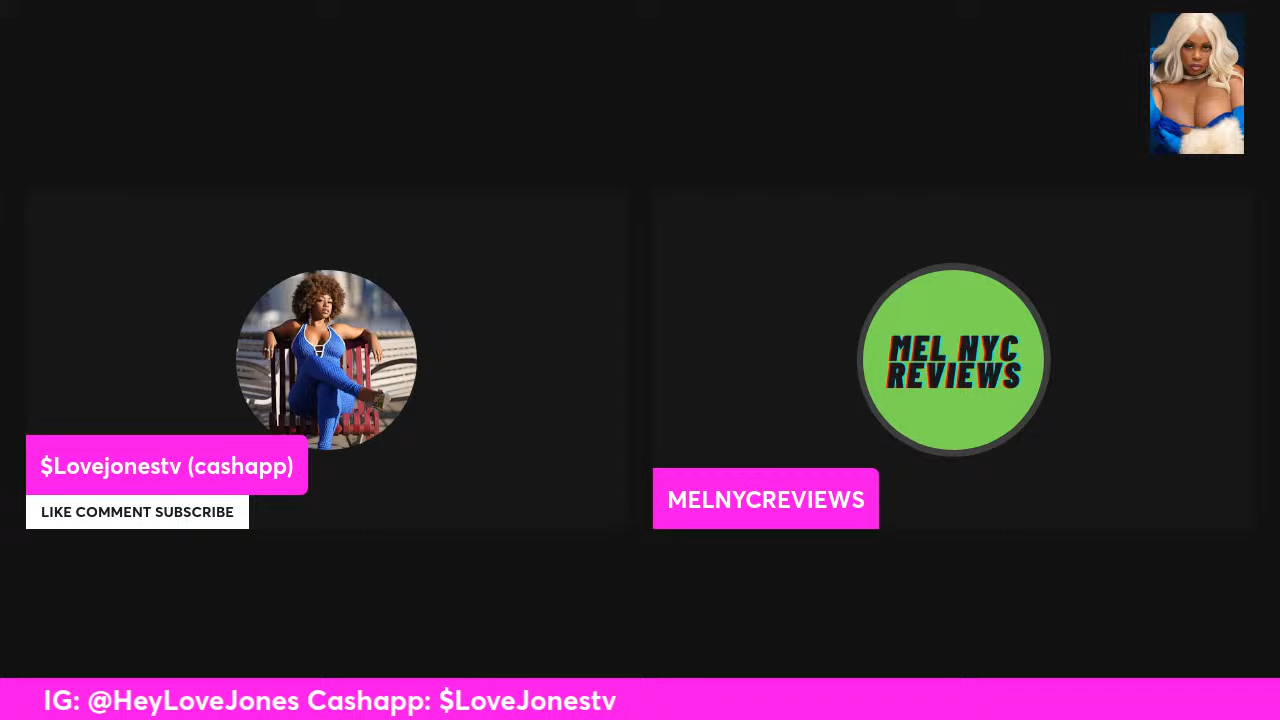 MEL NYC
REVIEWS
$Lovejonestv (cashapp)
LIKE COMMENT SUBSCRIBE
MELNYCREVIEWS
IG: @HeyLoveJones Cashapp: $LoveJonestv